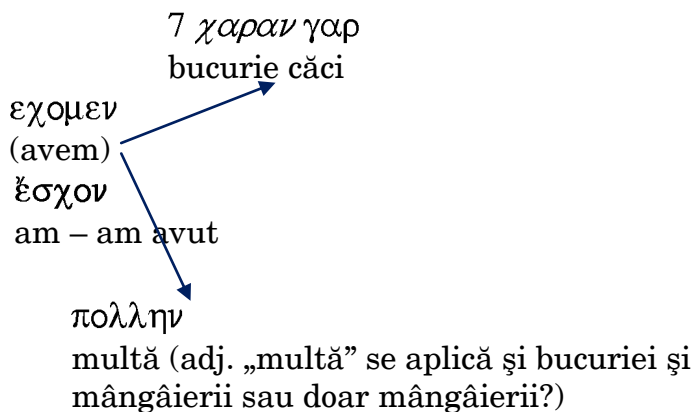 7 χαραν γαρ
bucurie căci
εχομεν
(avem)
ἔσχον
am – am avut
πολλην
multă (adj. „multă” se aplică şi bucuriei şi
mângâierii sau doar mângâierii?)